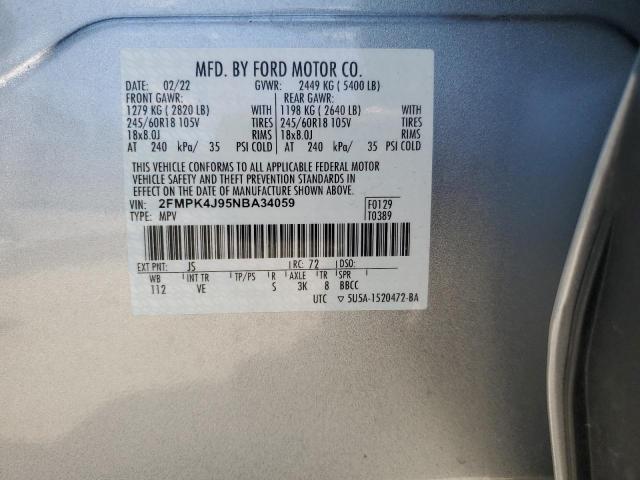 MFD. BY FORD MOTOR CO.
DATE: 02/22 GVWR: 2449 KG ( 5400 LB)
FRONT GAWR: REAR GAWR:
1279 KG ( 2820 LB) WITH 1198 KG ( 2640 LB) WITH
245/60R18 105V TIRES 245/60R18 105V TIRES
18x8.0J RIMS 18x8.0J RIMS
AT 240 kPa/ 35 PSI COLD AT 240 kPa/ 35 PSI COLD
THIS VEHICLE CONFORMS TO ALL APPLICABLE FEDERAL MOTOR
VEHICLE SAFETY AND THEFT PREVENTION STANDARDS IN
EFFECT ON THE DATE OF MANUFACTURE SHOWN ABOVE.
VIN: 2FMPK4J95NBA34059 F0129
TYPE: MPV T0389
EXT PNT: JS RC: 72
WB INT TR TP/PS R AXLE TR SPR
112 VE S 3K 8 BBCC
UTC ▽ 5U5A-1520472-BA